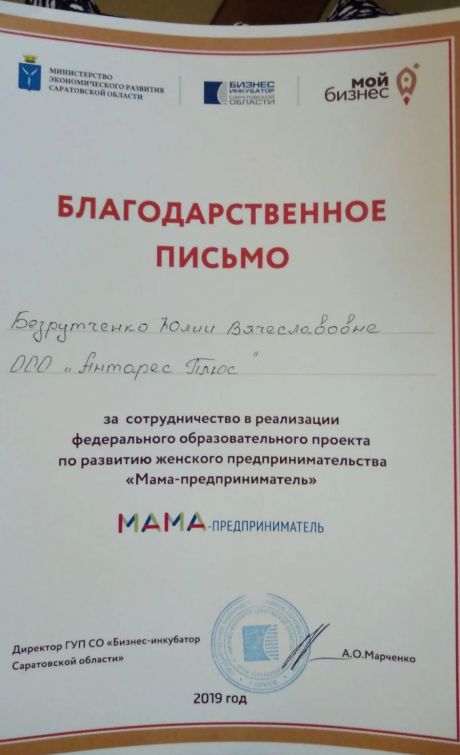 МИНИСТЕРСТВО
ЭКОНОМИЧЕСКОГО РАЗВИТИЯ
САРАТОВСКОЙ ОБЛАСТИ
БИЗНЕС
ИНКУБАТОР
САРАТОВСКОЙ
ОБЛАСТИ
МОЙ
бизнес
БЛАГОДАРСТВЕННОЕ
ПИСЬМО
Безрутченко Юлии Вячеславовне
ООО „Антарес Плюс"
за сотрудничество в реализации
федерального образовательного проекта
по развитию женского предпринимательства
«Мама-предприниматель»
МАМА-ПРЕДПРИНИМАТЕЛЬ
Директор ГУП СО «Бизнес-инкубатор
Саратовской области»
А.О.Марченко
2019 год